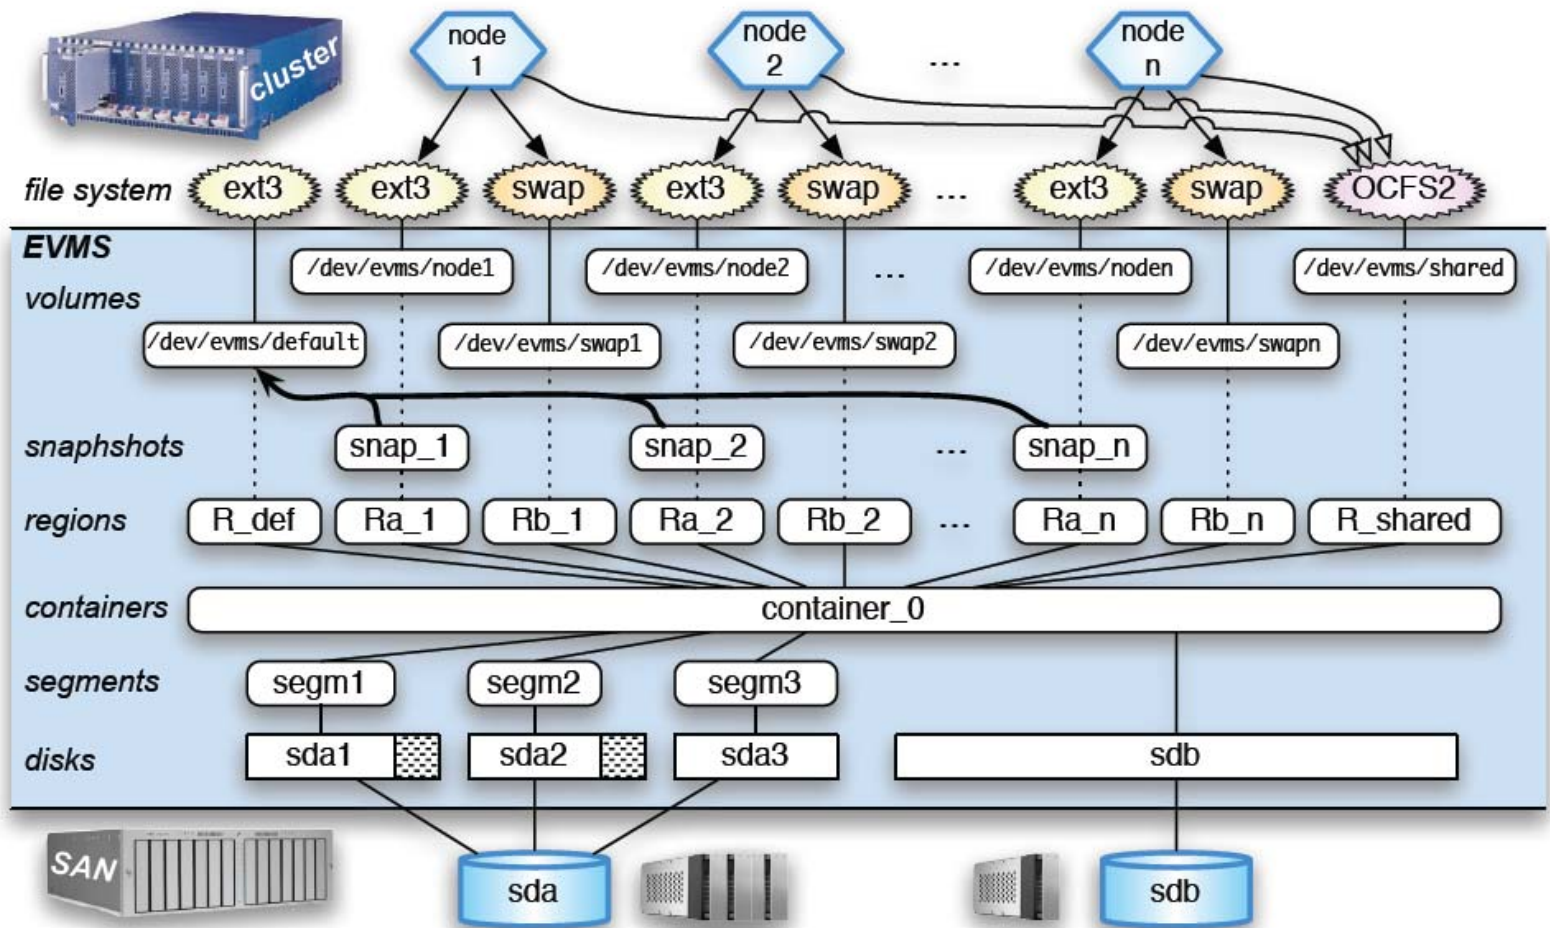 cluster
node
1
node
2
...
node
n
file system
ext3
ext3
swap
ext3
swap
...
ext3
swap
OCFS2
EVMS
volumes
/dev/evms/node1
/dev/evms/node2
...
/dev/evms/noden
/dev/evms/shared
/dev/evms/default
/dev/evms/swap1
/dev/evms/swap2
/dev/evms/swapn
snaphshots
snap_1
snap_2
...
snap_n
regions
R_def
Ra_1
Rb_1
Ra_2
Rb_2
...
Ra_n
Rb_n
R_shared
containers
container_0
segments
segm1
segm2
segm3
disks
sda1
sda2
sda3
sdb
SAN
sda
sdb